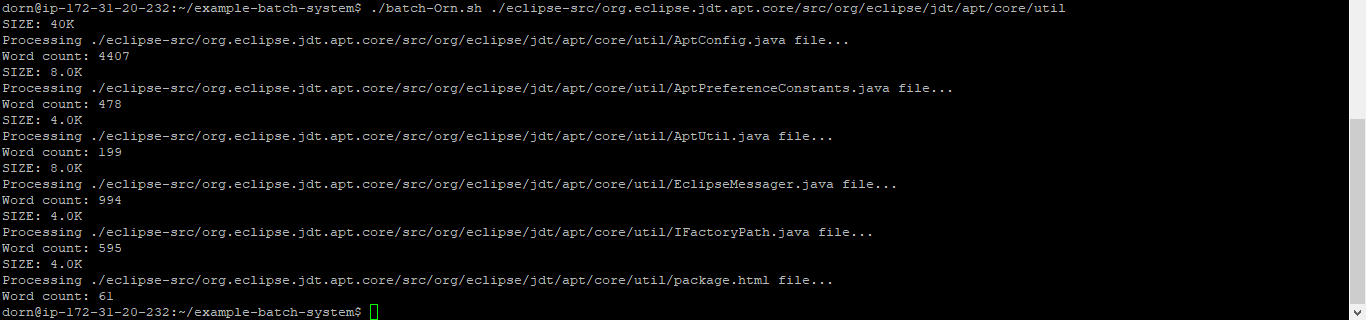 dorn@ip-172-31-20-232:~/example-batch-system$ ./batch-Orn.sh ./eclipse-src/org.eclipse.jdt.apt.core/src/org/eclipse/jdt/apt/core/util
SIZE: 40K
Processing ./eclipse-src/org.eclipse.jdt.apt.core/src/org/eclipse/jdt/apt/core/util/AptConfig.java file...
Word count: 4407
SIZE: 8.0K
Processing ./eclipse-src/org.eclipse.jdt.apt.core/src/org/eclipse/jdt/apt/core/util/AptPreferenceConstants.java file...
Word count: 478
SIZE: 4.0K
Processing ./eclipse-src/org.eclipse.jdt.apt.core/src/org/eclipse/jdt/apt/core/util/AptUtil.java file...
Word count: 199
SIZE: 8.0K
Processing ./eclipse-src/org.eclipse.jdt.apt.core/src/org/eclipse/jdt/apt/core/util/EclipseMessager.java file...
Word count: 994
SIZE: 4.0K
Processing ./eclipse-src/org.eclipse.jdt.apt.core/src/org/eclipse/jdt/apt/core/util/IFactoryPath.java file...
Word count: 595
SIZE: 4.0K
Processing ./eclipse-src/org.eclipse.jdt.apt.core/src/org/eclipse/jdt/apt/core/util/package.html file...
Word count: 61
dorn@ip-172-31-20-232:~/example-batch-system$